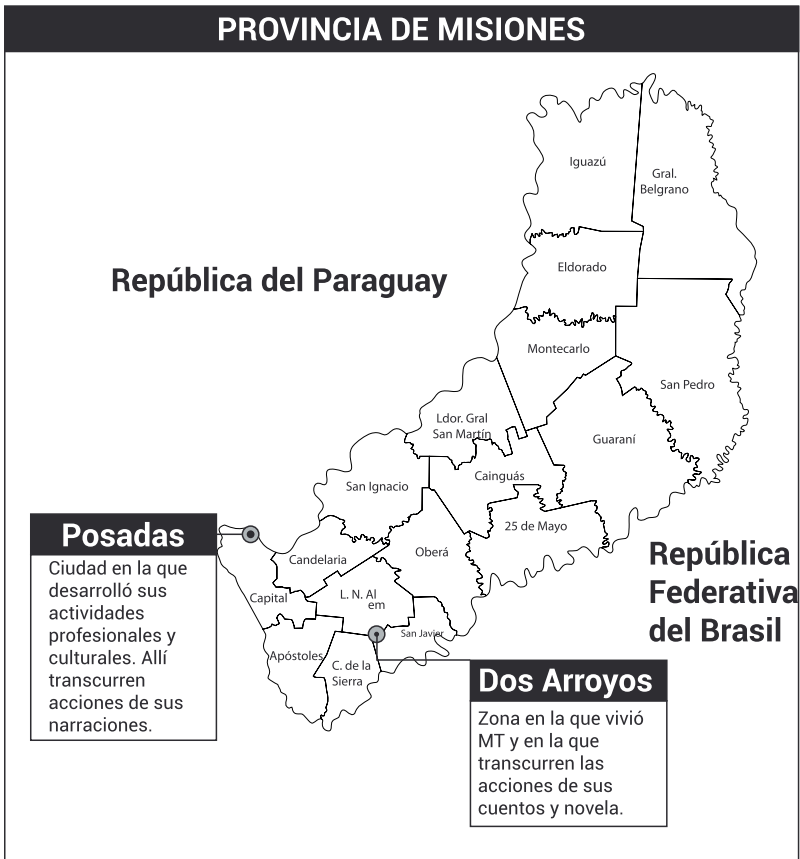 PROVINCIA DE MISIONES
Iguazú
Gral.
Belgrano
República del Paraguay
Eldorado
Montecarlo
San Pedro
Ldor. Gral
San Martín
Guaraní
Cainguás
San Ignacio
25 de Mayo
Posadas
Ciudad en la que
desarrolló sus
actividades
profesionales y
culturales. Allí
transcurren
acciones de sus
narraciones.
Candelaria
Oberá
República
Federativa
del Brasil
Capital
L. N. Al
em
San Javier
Apóstoles
C. de la
Sierra
Dos Arroyos
Zona en la que vivió
MT y en la que
transcurren las
acciones de sus
cuentos y novela.